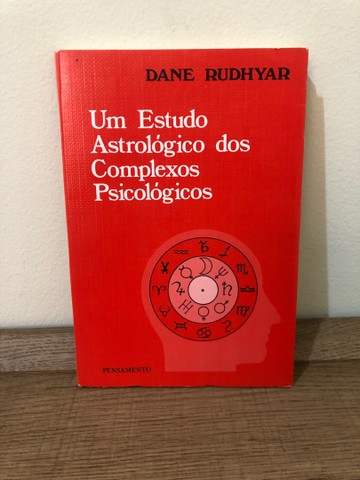 DANE RUDHYAR
Um Estudo
Astrológico dos
Complexos
Psicológicos
PENSAMENTO